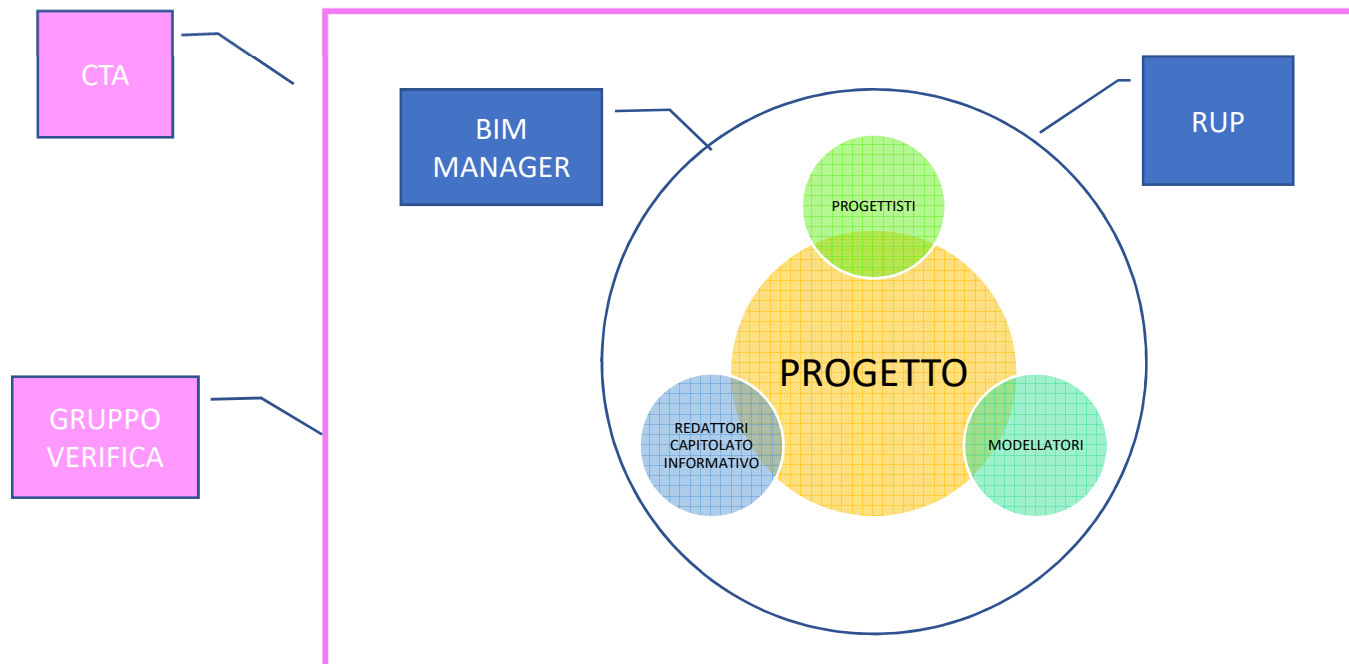 CTA
BIM
MANAGER
RUP
PROGETTISTI
PROGETTO
GRUPPO
VERIFICA
REDATTORI
CAPITOLATO
INFORMATIVO
MODELLATORI